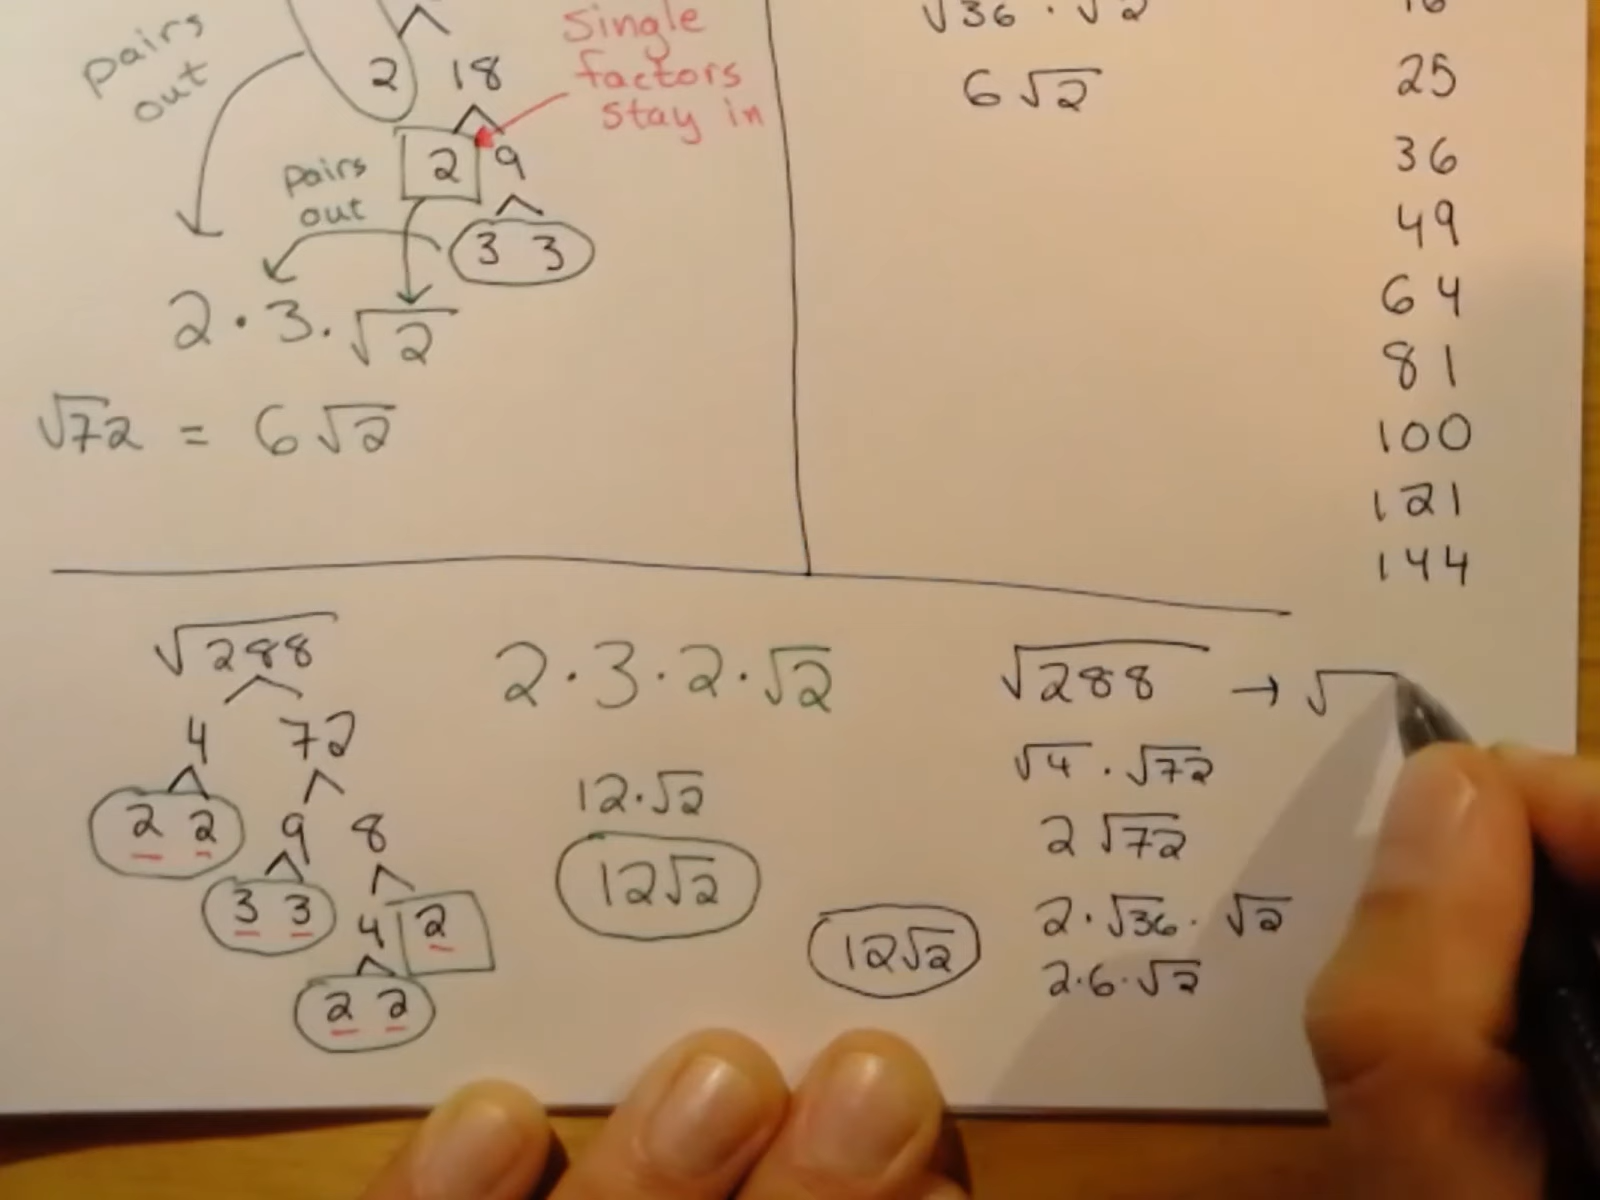 pairs
out
2 18
single
factors
stay in
2 9
pairs
out
3 3
2 · 3 · √2
√72 = 6√2
√36 · √2
6√2
16
25
36
49
64
81
100
121
144
√288
4 72
2 2 9 8
3 3 4 2
2 2
2 · 3 · 2 · √2
12 · √2
12√2
√288 → √
√4 · √72
2√72
2 · √36 · √2
2 · 6 · √2
12√2